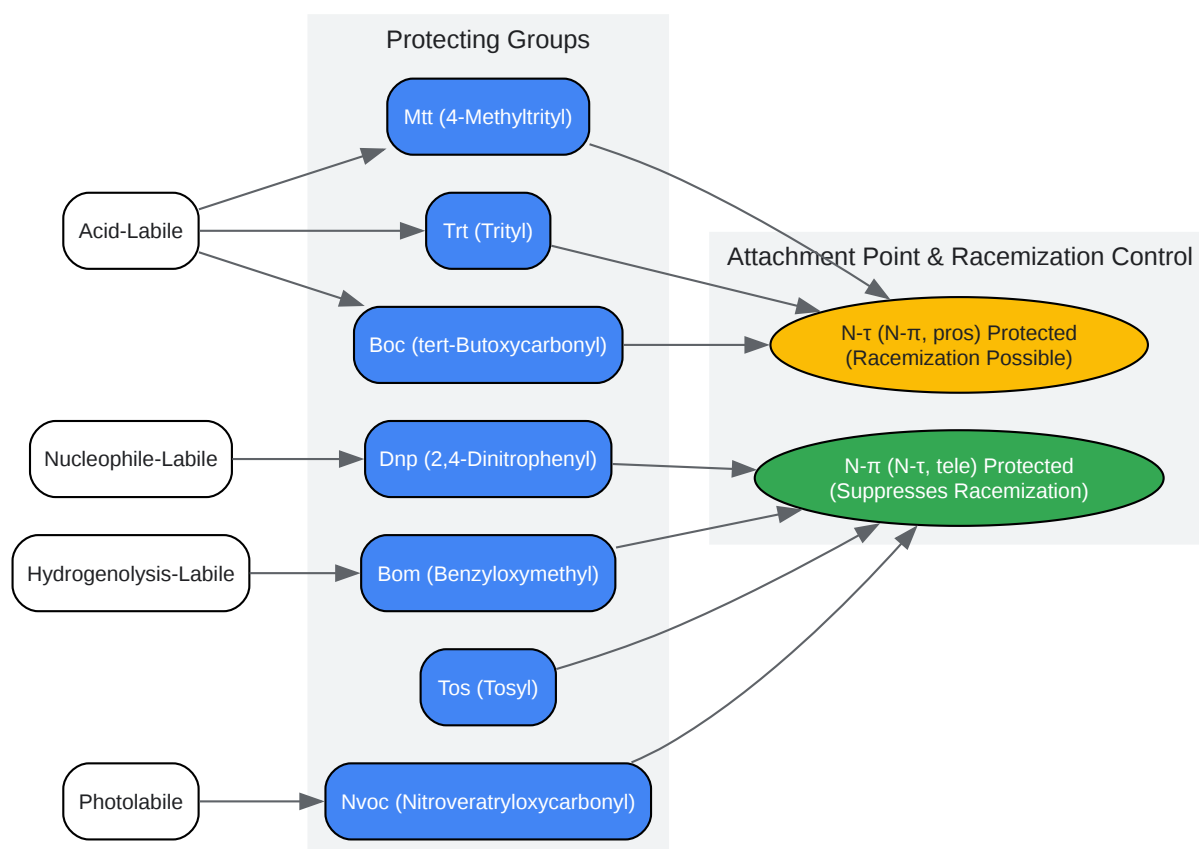 Protecting Groups
Mtt (4-Methyltrityl)
Acid-Labile
Trt (Trityl)
Attachment Point & Racemization Control
Boc (tert-Butoxycarbonyl)
N-τ (N-π, pros) Protected
(Racemization Possible)
Nucleophile-Labile
Dnp (2,4-Dinitrophenyl)
N-π (N-τ, tele) Protected
(Suppresses Racemization)
Hydrogenolysis-Labile
Bom (Benzyloxymethyl)
Tos (Tosyl)
Photolabile
Nvoc (Nitroveratryloxycarbonyl)